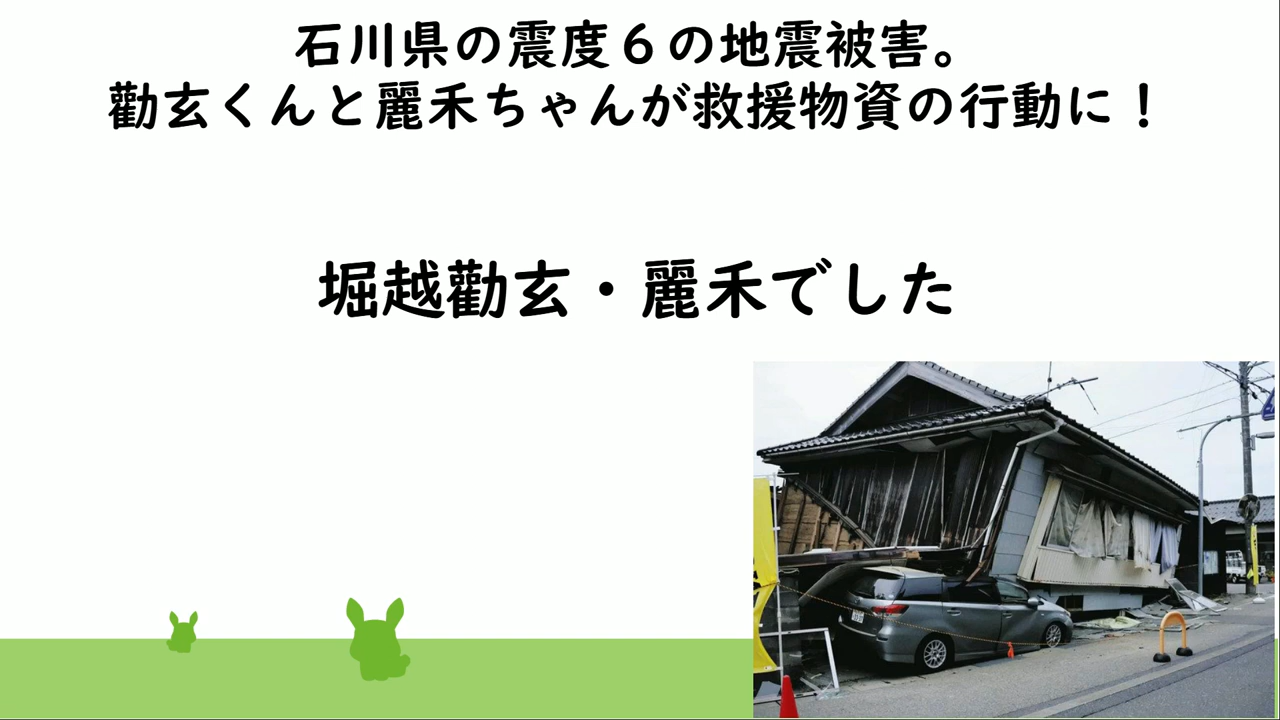 石川県の震度６の地震被害。
勸玄くんと麗禾ちゃんが救援物資の行動に！
堀越勸玄・麗禾でした